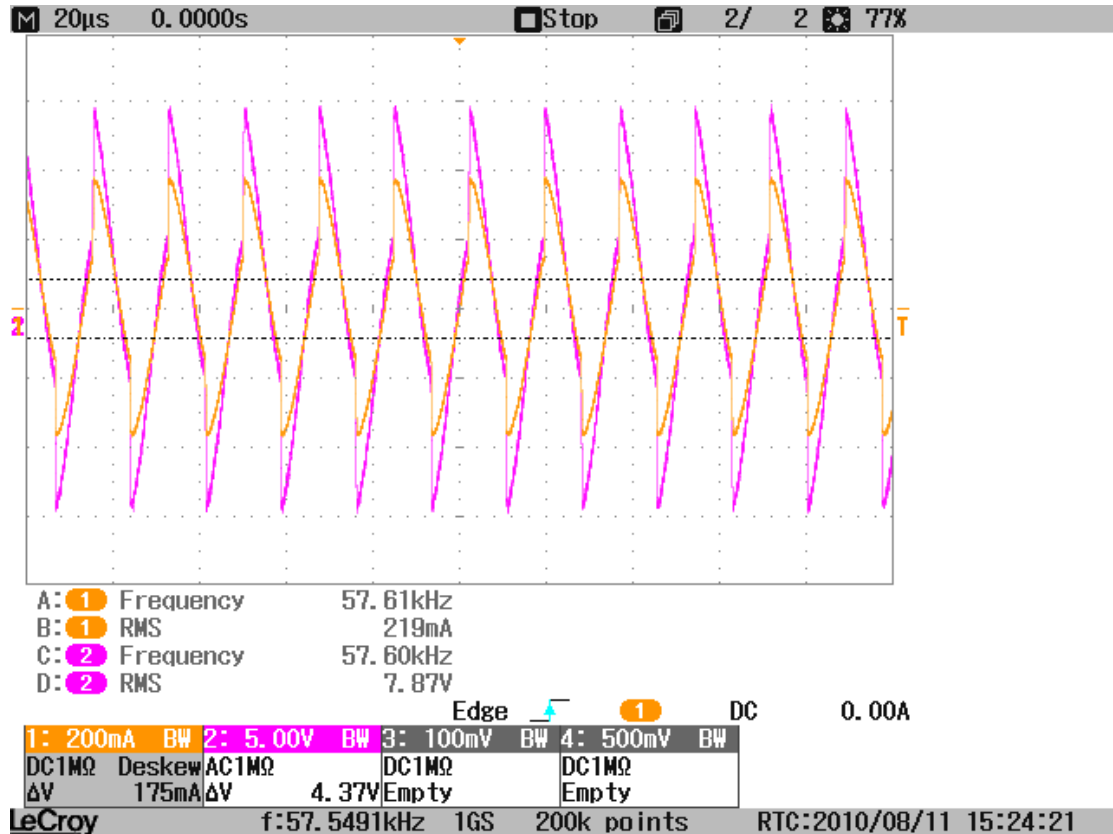 M 20μs 0.0000s Stop 2/ 2 77%
2 T
A: 1 Frequency 57.61kHz
B: 1 RMS 219mA
C: 2 Frequency 57.60kHz
D: 2 RMS 7.87V
Edge 1 DC 0.00A
1: 200mA BW 2: 5.00V BW 3: 100mV BW 4: 500mV BW
DC1MΩ Deskew AC1MΩ DC1MΩ DC1MΩ
ΔV 175mA ΔV 4.37V Empty Empty
LeCroy f:57.5491kHz 1GS 200k points RTC:2010/08/11 15:24:21